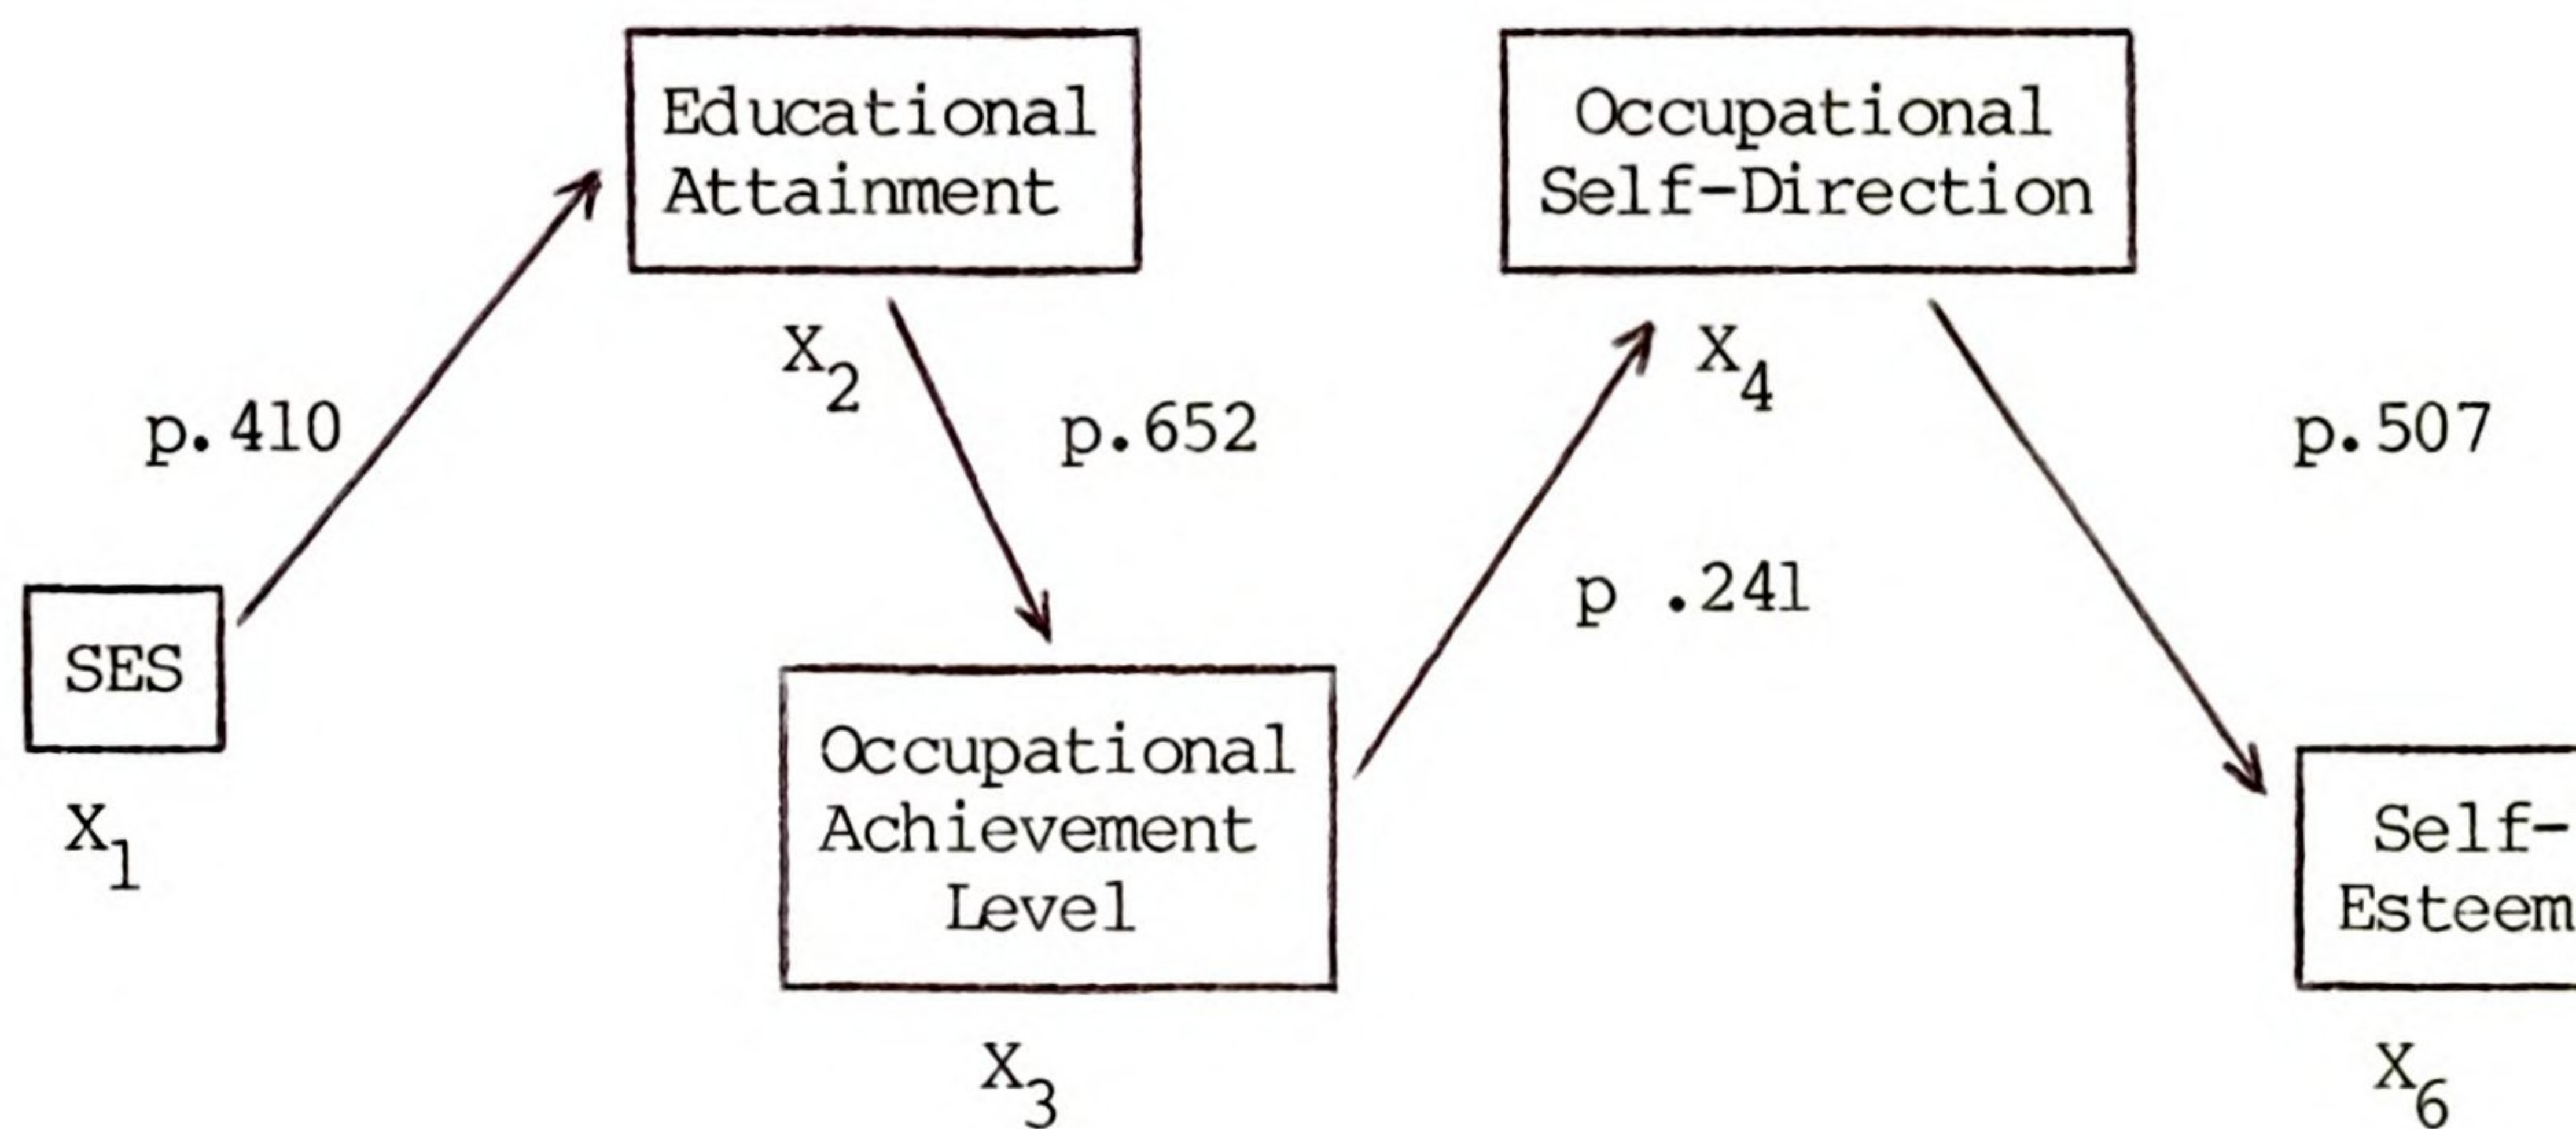 Educational
Attainment
X2
Occupational
Self-Direction
X4
p.410
p.652
p.507
p .241
SES
X1
Occupational
Achievement
Level
X3
Self-
Esteem
X6